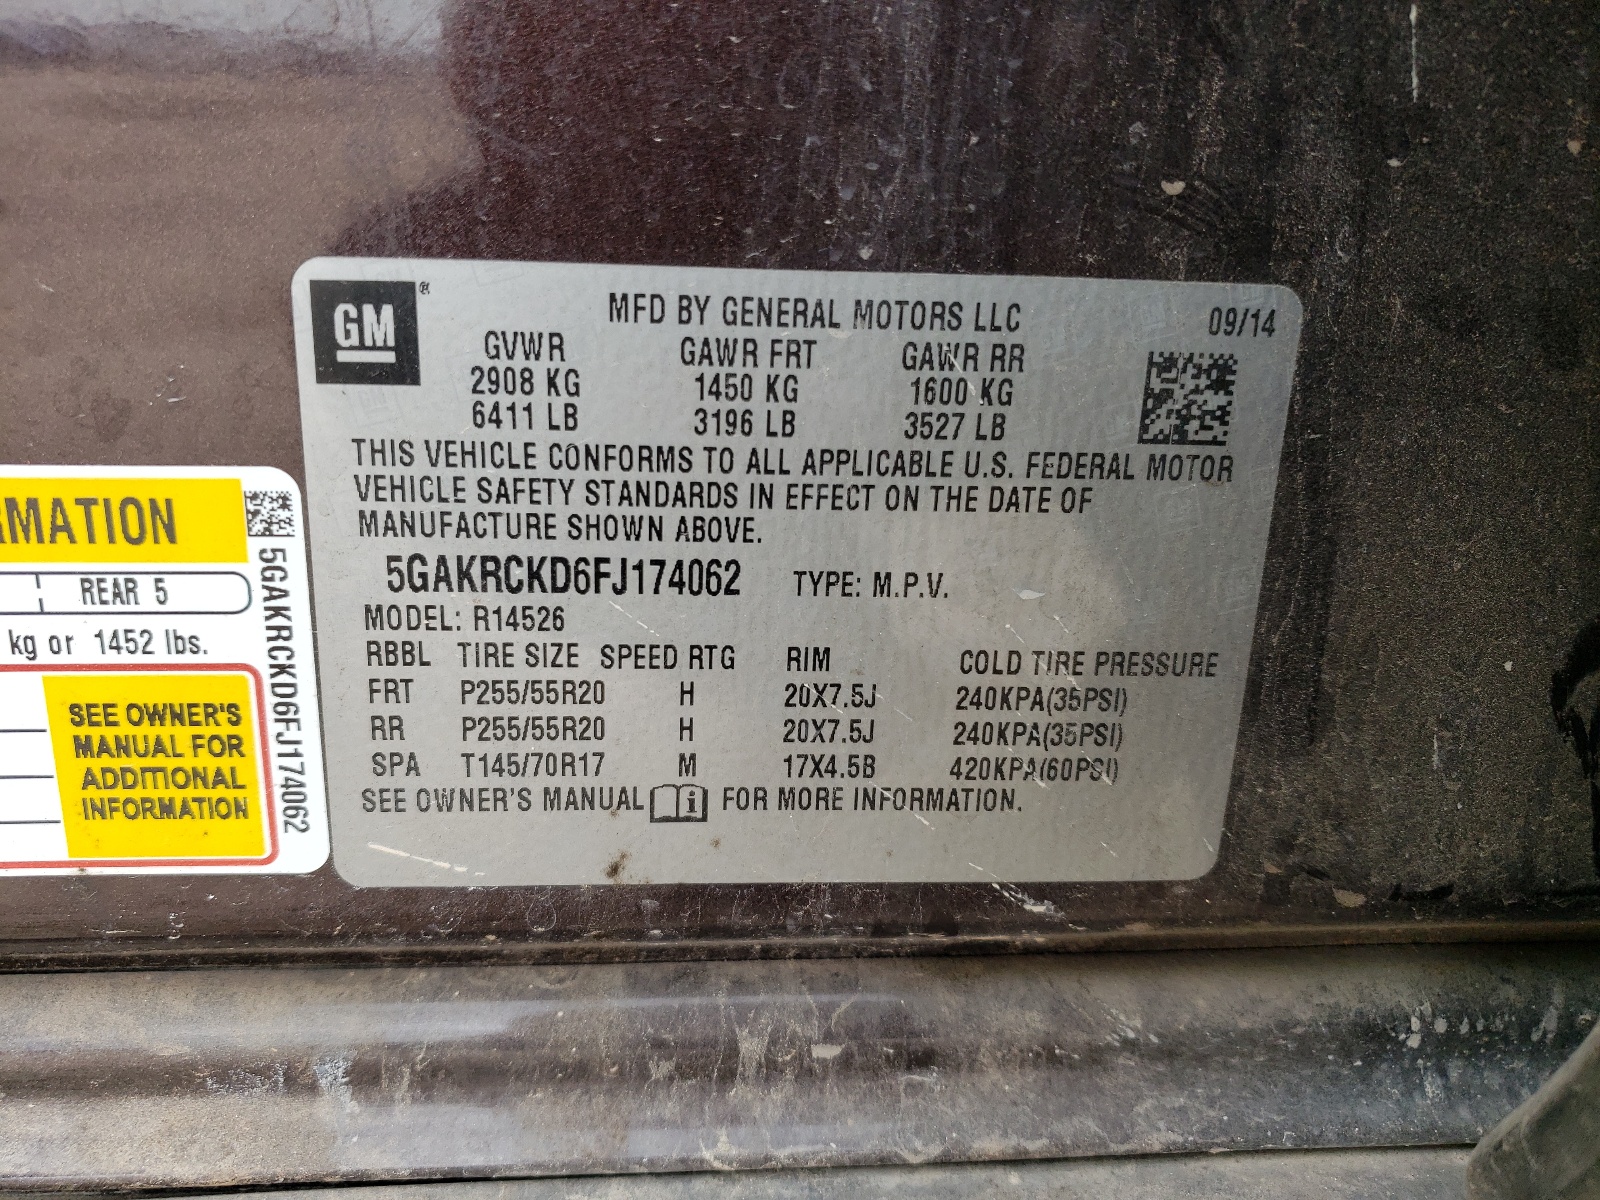 GM ®
MFD BY GENERAL MOTORS LLC 09/14
GVWR GAWR FRT GAWR RR
2908 KG 1450 KG 1600 KG
6411 LB 3196 LB 3527 LB
THIS VEHICLE CONFORMS TO ALL APPLICABLE U.S. FEDERAL MOTOR
VEHICLE SAFETY STANDARDS IN EFFECT ON THE DATE OF
MANUFACTURE SHOWN ABOVE.
5GAKRCKD6FJ174062 TYPE: M.P.V.
MODEL: R14526
RBBL TIRE SIZE SPEED RTG RIM COLD TIRE PRESSURE
FRT P255/55R20 H 20X7.5J 240KPA(35PSI)
RR P255/55R20 H 20X7.5J 240KPA(35PSI)
SPA T145/70R17 M 17X4.5B 420KPA(60PSI)
SEE OWNER'S MANUAL i FOR MORE INFORMATION.
RMATION
REAR 5
kg or 1452 lbs.
SEE OWNER'S
MANUAL FOR
ADDITIONAL
INFORMATION
5GAKRCKD6FJ174062